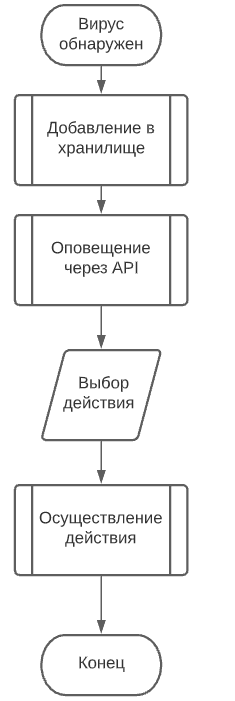 Вирус
обнаружен
Добавление в
хранилище
Оповещение
через API
Выбор
действия
Осуществление
действия
Конец